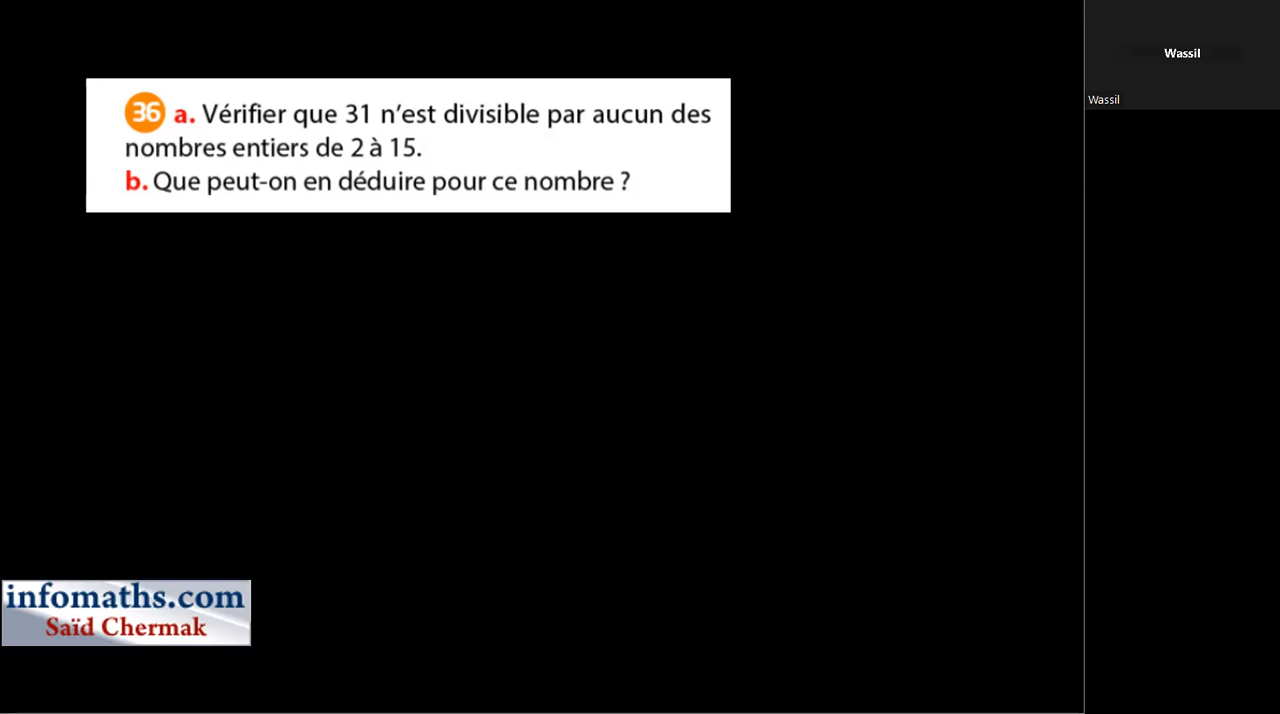 36 a. Vérifier que 31 n'est divisible par aucun des
nombres entiers de 2 à 15.
b. Que peut-on en déduire pour ce nombre ?
Wassil
Wassil
infomaths.com
Saïd Chermak